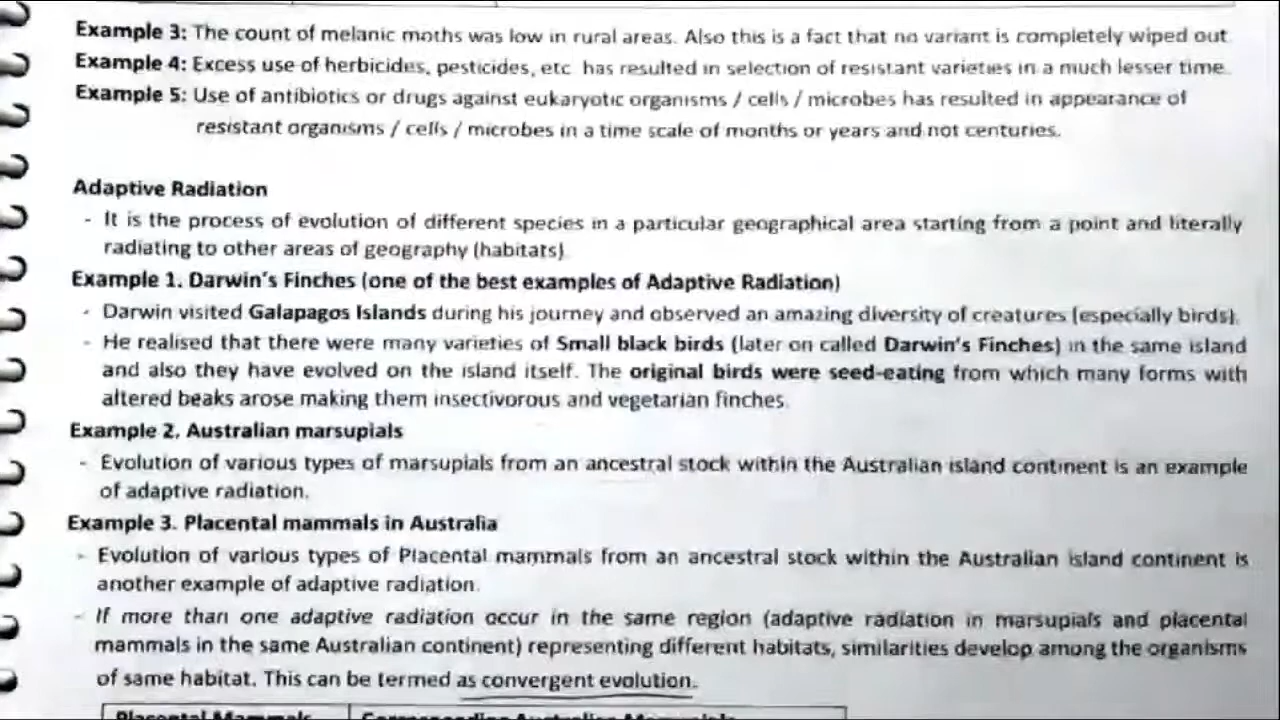 Example 3: The count of melanic moths was low in rural areas. Also this is a fact that no variant is completely wiped out.
Example 4: Excess use of herbicides, pesticides, etc has resulted in selection of resistant varieties in a much lesser time.
Example 5: Use of antibiotics or drugs against eukaryotic organisms / cells / microbes has resulted in appearance of
resistant organisms / cells / microbes in a time scale of months or years and not centuries.
Adaptive Radiation
- It is the process of evolution of different species in a particular geographical area starting from a point and literally
radiating to other areas of geography (habitats)
Example 1. Darwin's Finches (one of the best examples of Adaptive Radiation)
- Darwin visited Galapagos Islands during his journey and observed an amazing diversity of creatures (especially birds).
- He realised that there were many varieties of Small black birds (later on called Darwin's Finches) in the same island
and also they have evolved on the island itself. The original birds were seed-eating from which many forms with
altered beaks arose making them insectivorous and vegetarian finches.
Example 2. Australian marsupials
- Evolution of various types of marsupials from an ancestral stock within the Australian island continent is an example
of adaptive radiation.
Example 3. Placental mammals in Australia
- Evolution of various types of Placental mammals from an ancestral stock within the Australian island continent is
another example of adaptive radiation.
- If more than one adaptive radiation occur in the same region (adaptive radiation in marsupials and placental
mammals in the same Australian continent) representing different habitats, similarities develop among the organisms
of same habitat. This can be termed as convergent evolution.
Placental Mammals